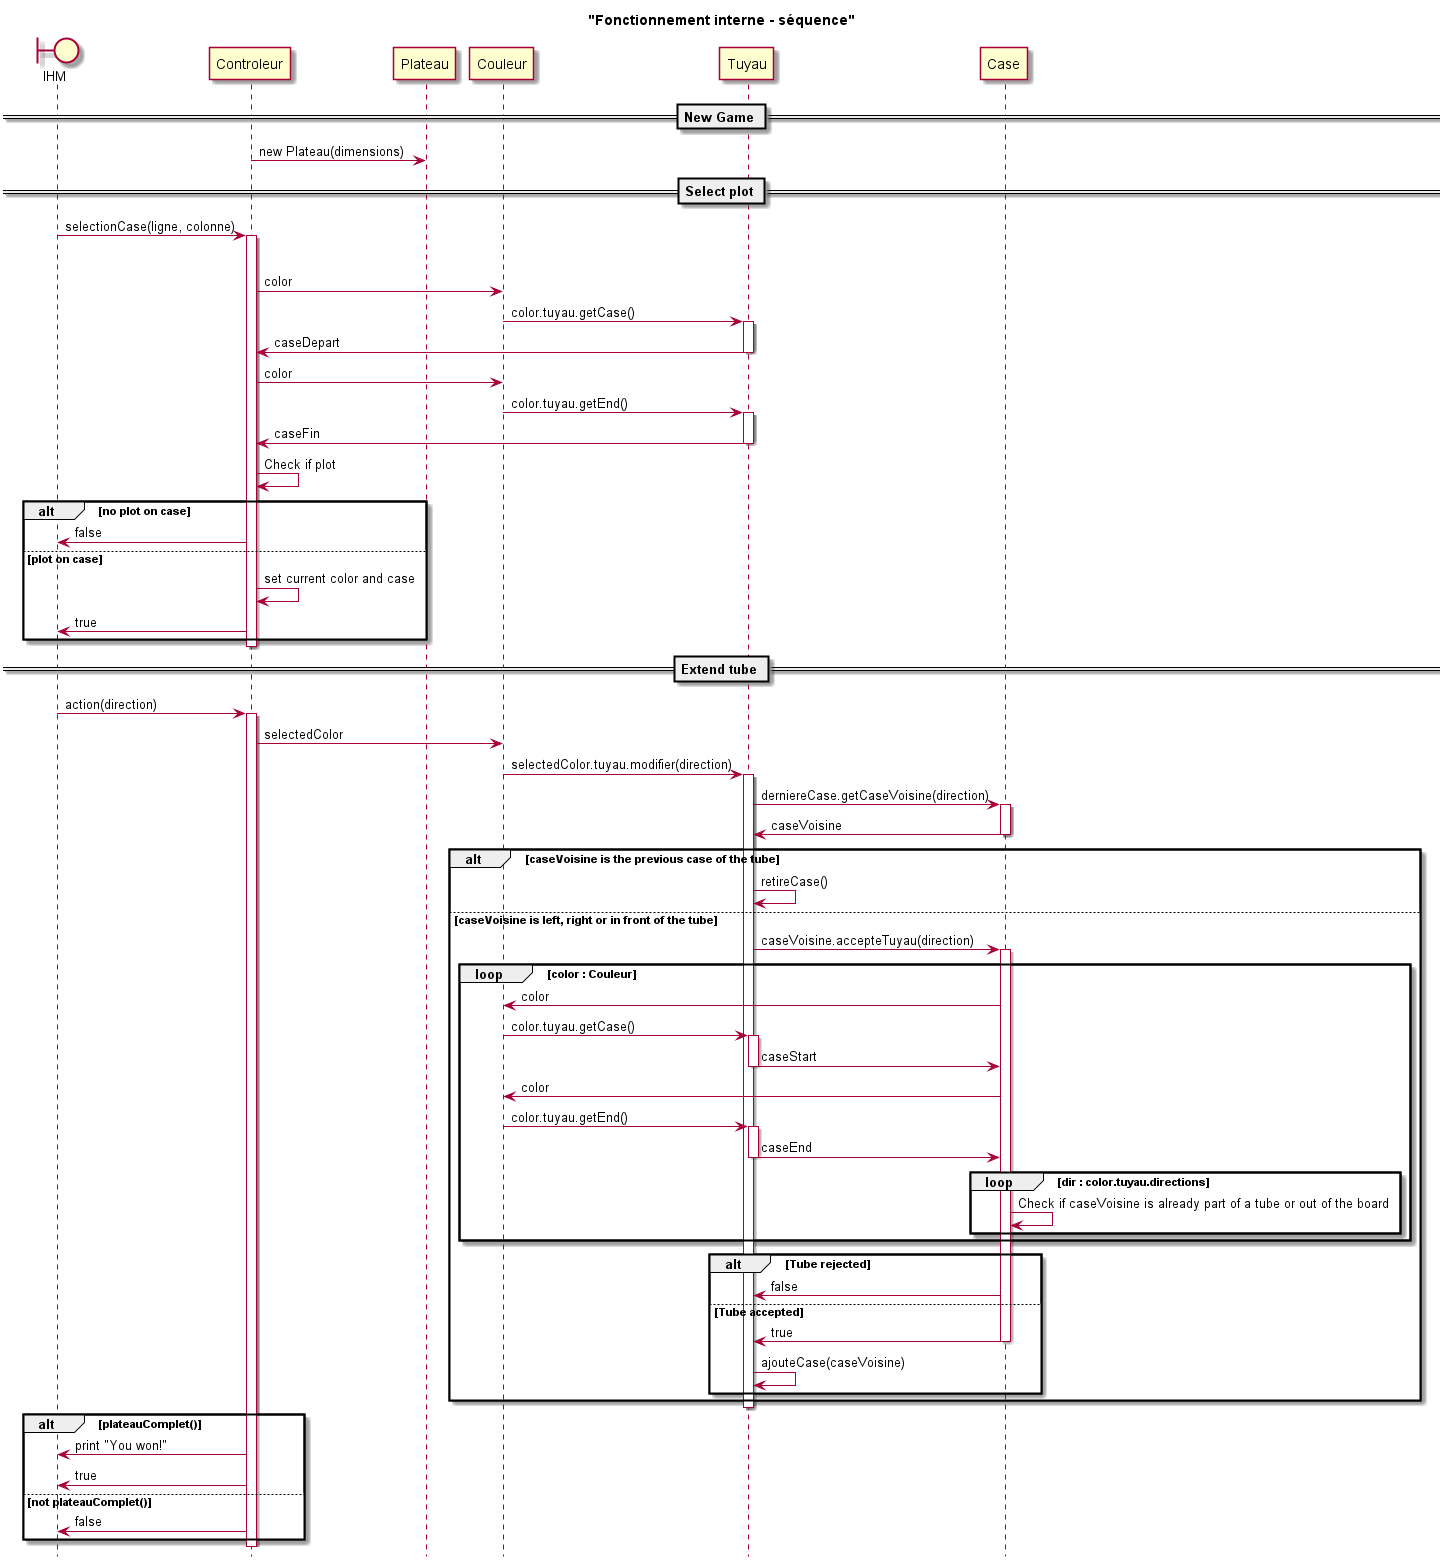 "Fonctionnement interne - séquence"
IHM
Controleur
Plateau
Couleur
Tuyau
Case
New Game
new Plateau(dimensions)
Select plot
selectionCase(ligne, colonne)
color
color.tuyau.getCase()
caseDepart
color
color.tuyau.getEnd()
caseFin
Check if plot
alt [no plot on case]
false
[plot on case]
set current color and case
true
Extend tube
action(direction)
selectedColor
selectedColor.tuyau.modifier(direction)
derniereCase.getCaseVoisine(direction)
caseVoisine
alt [caseVoisine is the previous case of the tube]
retireCase()
[caseVoisine is left, right or in front of the tube]
caseVoisine.accepteTuyau(direction)
loop [color : Couleur]
color
color.tuyau.getCase()
caseStart
color
color.tuyau.getEnd()
caseEnd
loop [dir : color.tuyau.directions]
Check if caseVoisine is already part of a tube or out of the board
alt [Tube rejected]
false
[Tube accepted]
true
ajouteCase(caseVoisine)
alt [plateauComplet()]
print "You won!"
true
[not plateauComplet()]
false